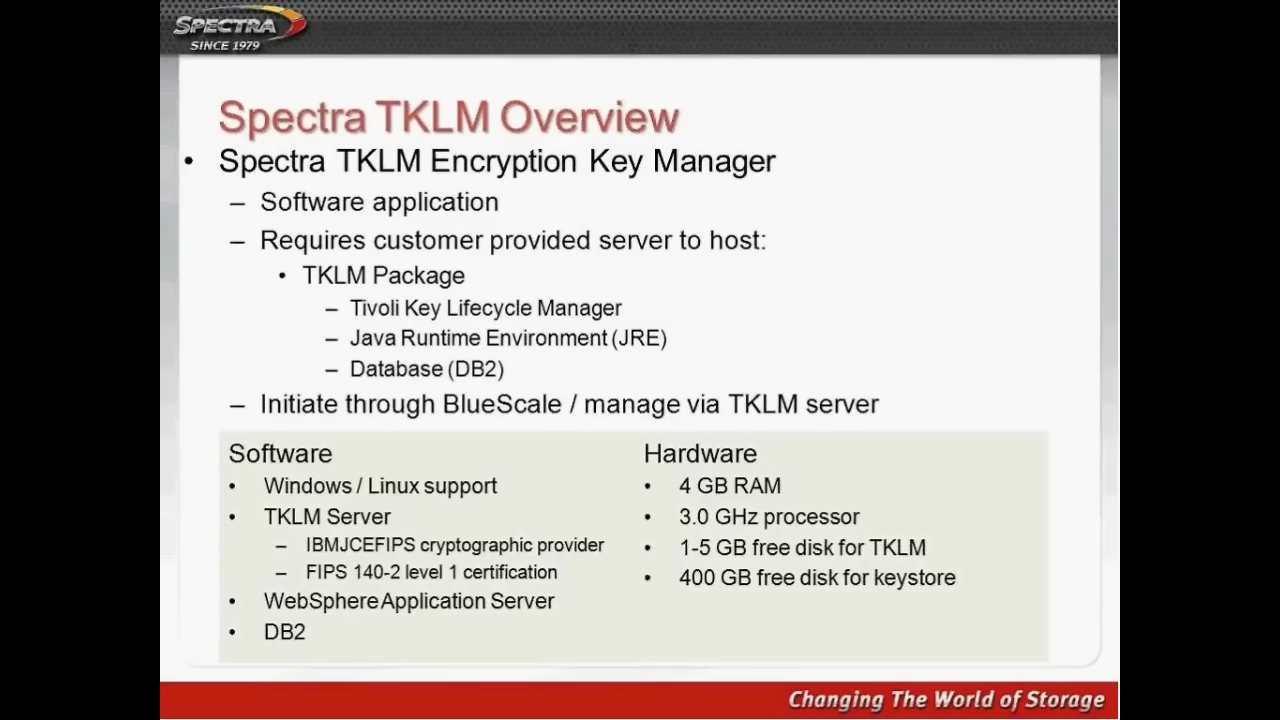 SPECTRA
SINCE 1979
Spectra TKLM Overview
• Spectra TKLM Encryption Key Manager
– Software application
– Requires customer provided server to host:
• TKLM Package
– Tivoli Key Lifecycle Manager
– Java Runtime Environment (JRE)
– Database (DB2)
– Initiate through BlueScale / manage via TKLM server
Software
• Windows / Linux support
• TKLM Server
– IBMJCEFIPS cryptographic provider
– FIPS 140-2 level 1 certification
• WebSphere Application Server
• DB2
Hardware
• 4 GB RAM
• 3.0 GHz processor
• 1-5 GB free disk for TKLM
• 400 GB free disk for keystore
Changing The World of Storage